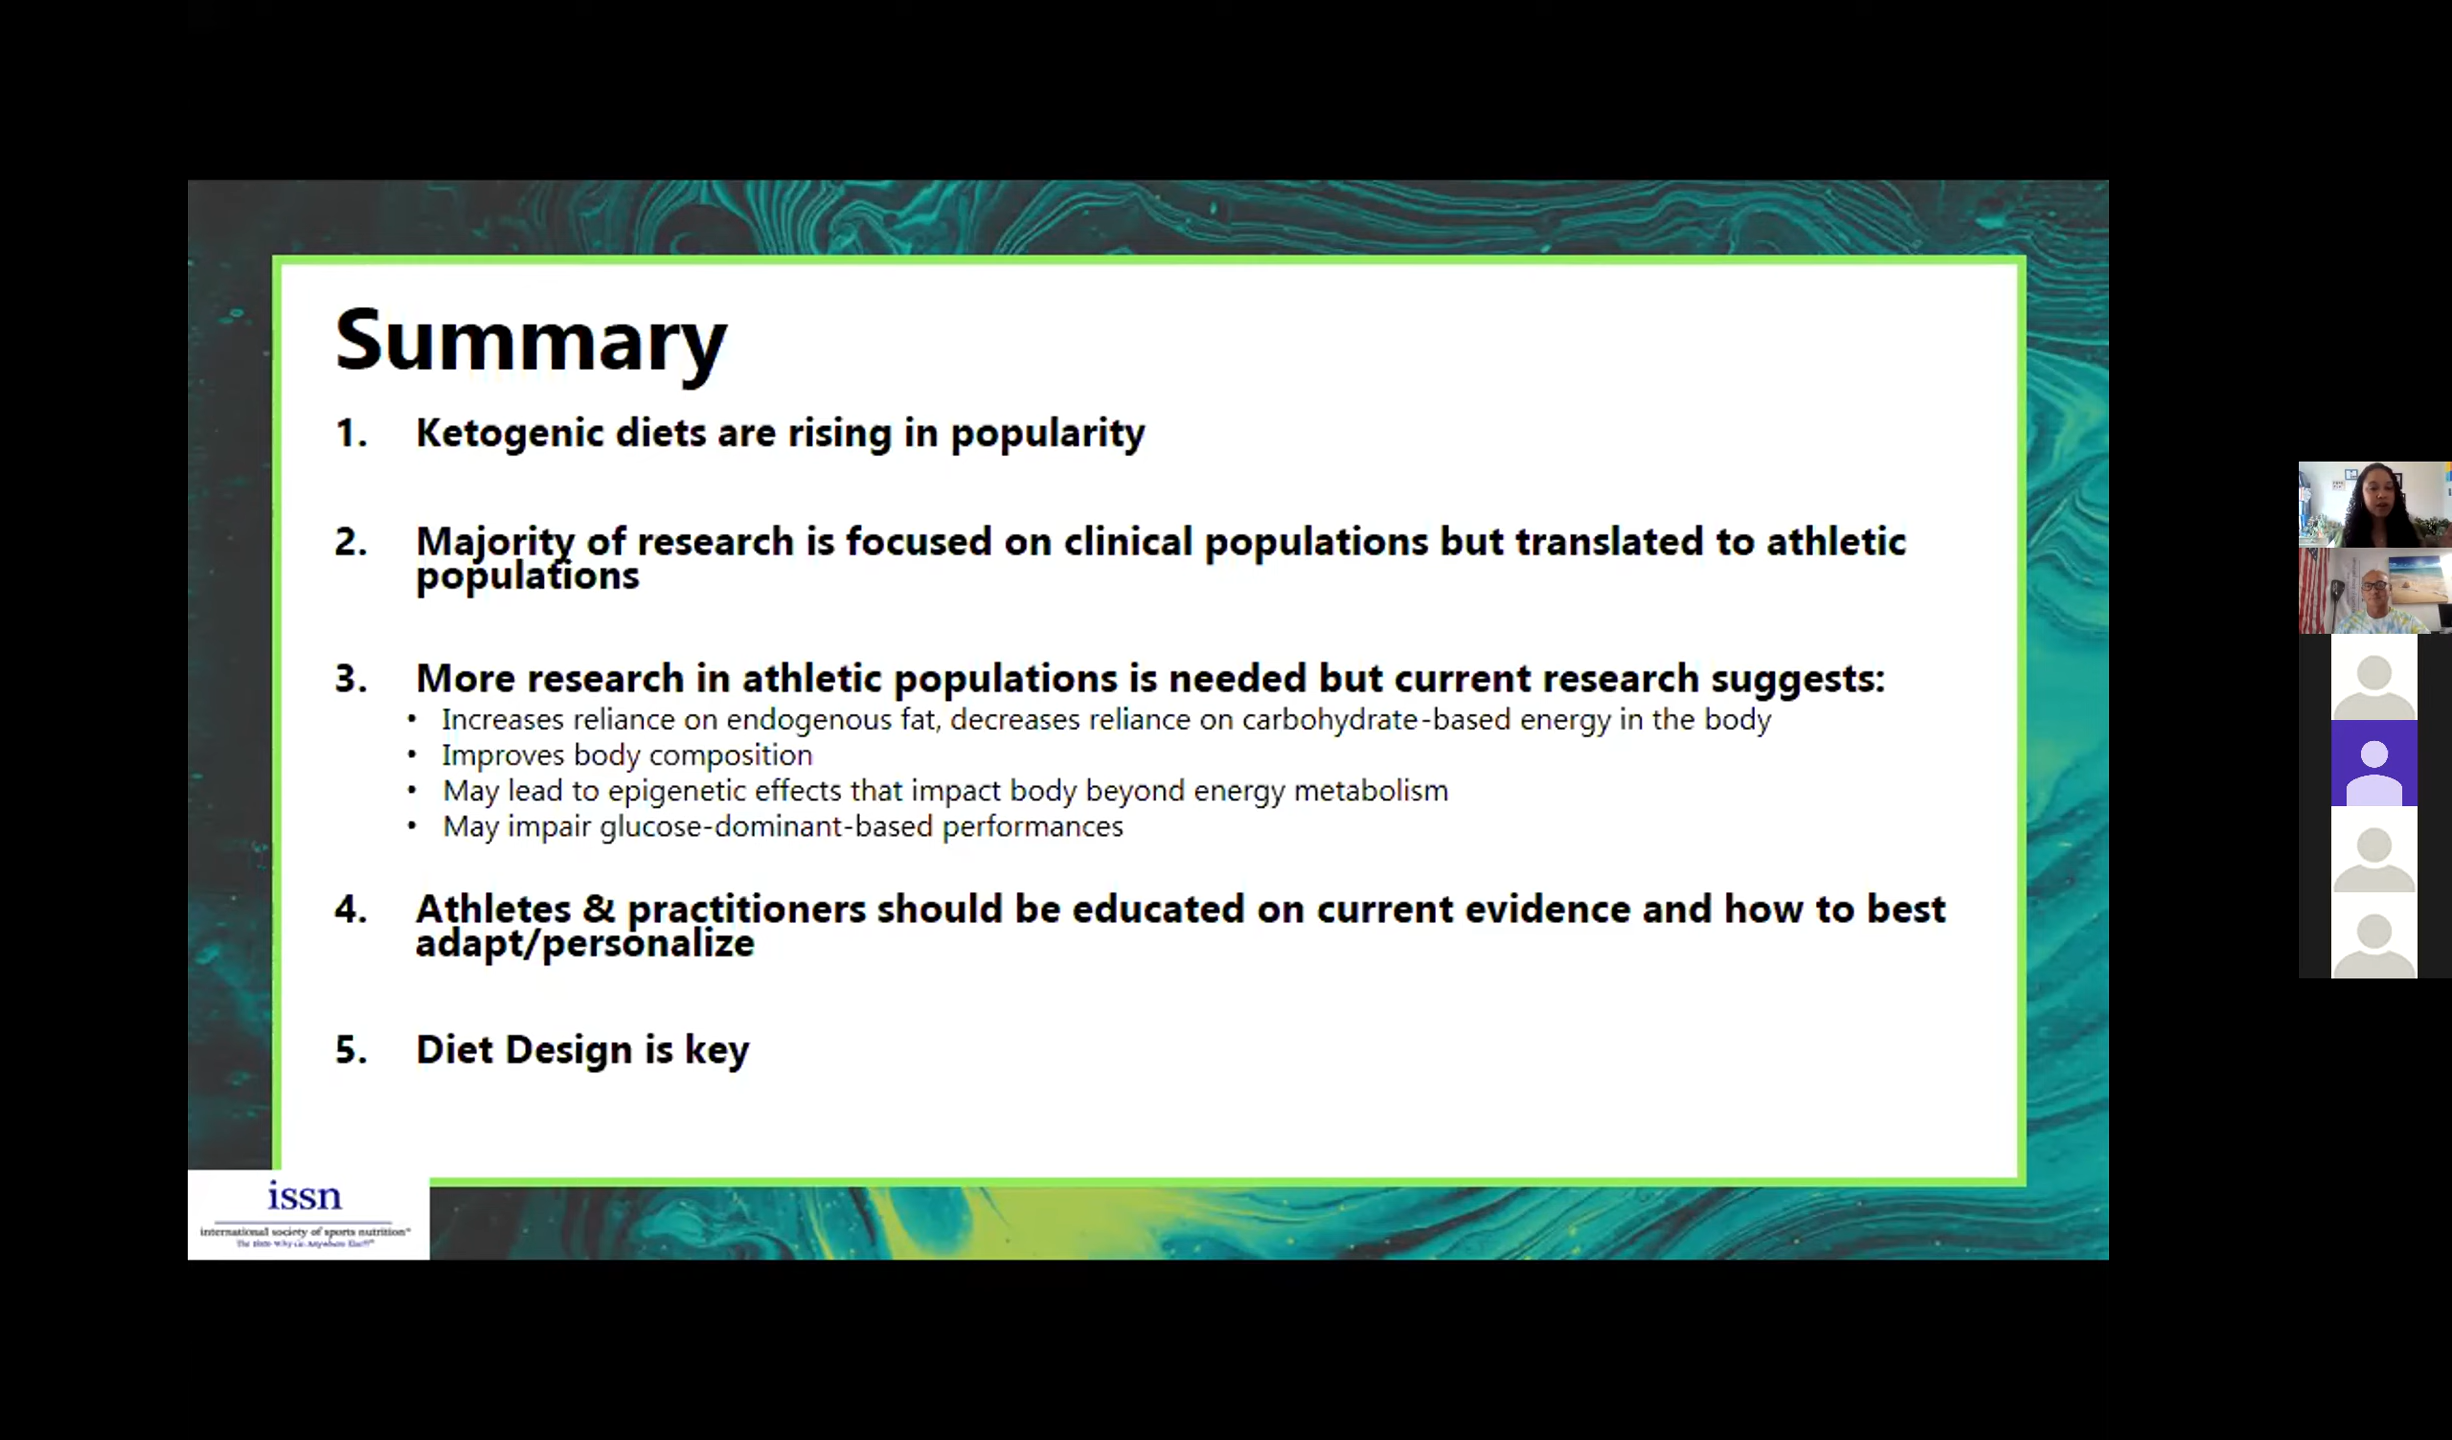 Summary
1. Ketogenic diets are rising in popularity
2. Majority of research is focused on clinical populations but translated to athletic
populations
3. More research in athletic populations is needed but current research suggests:
• Increases reliance on endogenous fat, decreases reliance on carbohydrate-based energy in the body
• Improves body composition
• May lead to epigenetic effects that impact body beyond energy metabolism
• May impair glucose-dominant-based performances
4. Athletes & practitioners should be educated on current evidence and how to best
adapt/personalize
5. Diet Design is key
issn
international society of sports nutrition®